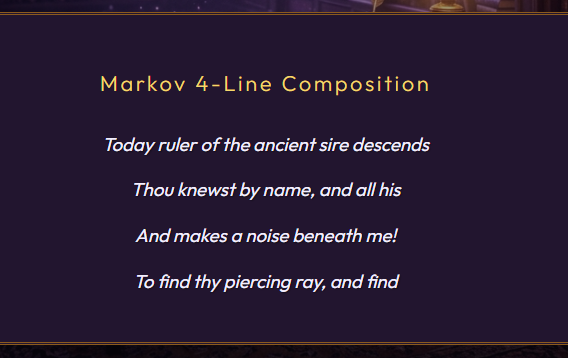 Markov 4-Line Composition
Today ruler of the ancient sire descends
Thou knewst by name, and all his
And makes a noise beneath me!
To find thy piercing ray, and find